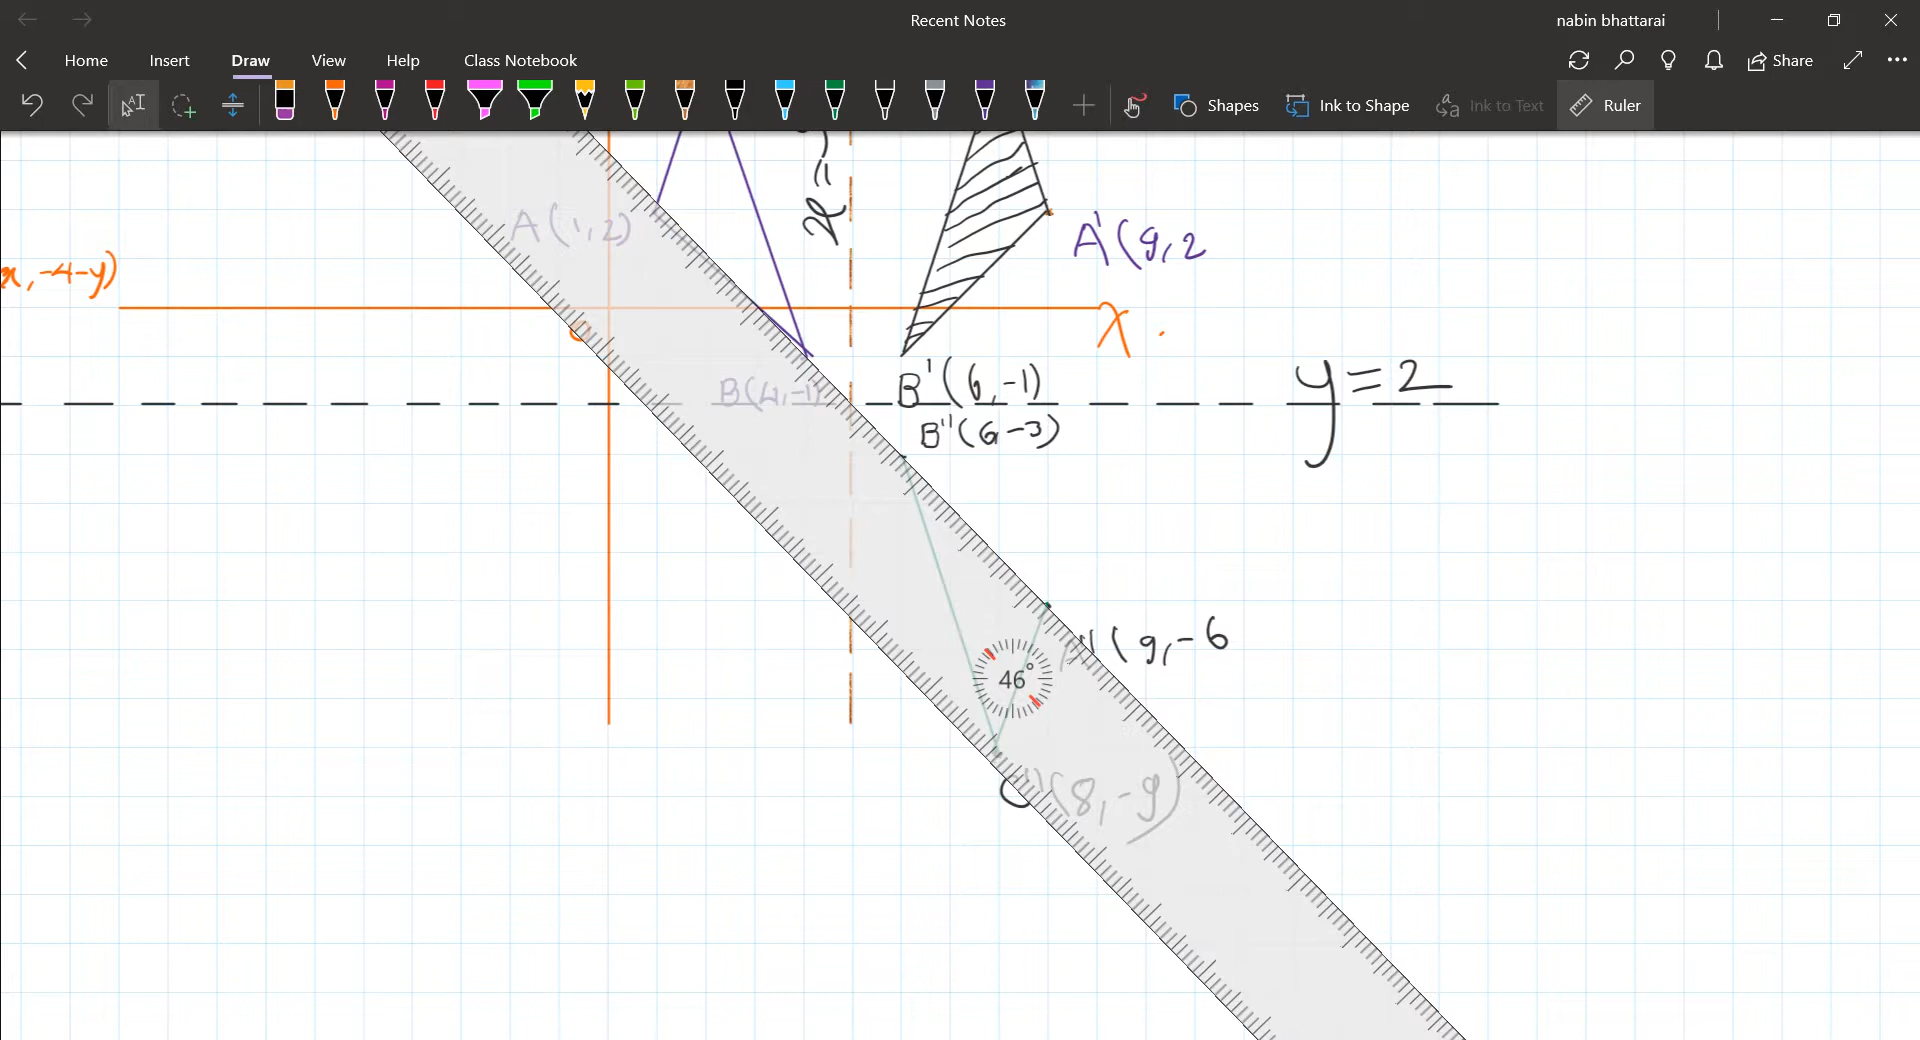 Recent Notes
nabin bhattarai
Home Insert Draw View Help Class Notebook
Share
Shapes
Ink to Shape
Ink to Text
Ruler
x =
A(1,2)
A'(9,2
x, -4-y)
O
X
B(4,-1)
B'(6,-1)
y=2
B''(6 -3)
46°
''(9,-6
C''(8,-9)